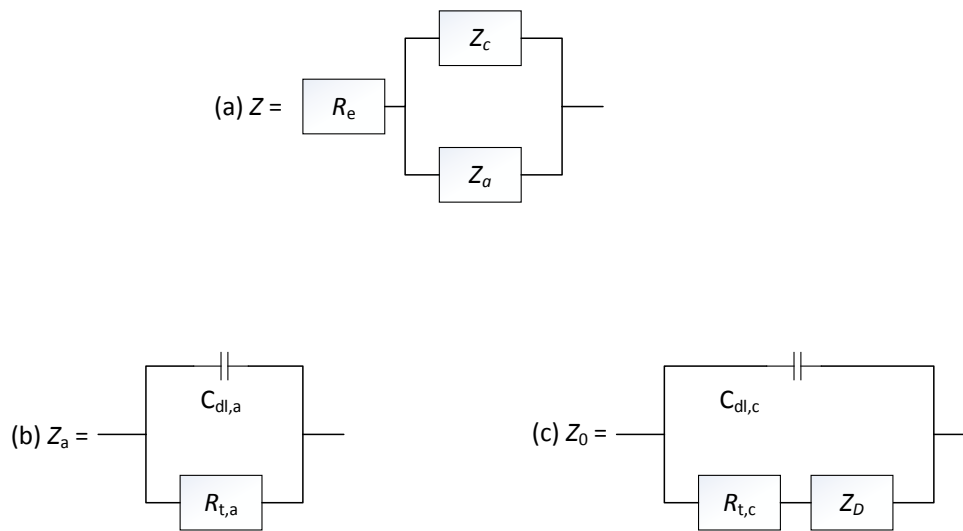 Z_c
(a) Z = R_e
Z_a
C_dl,a C_dl,c
(b) Z_a = (c) Z_0 =
R_t,a R_t,c Z_D